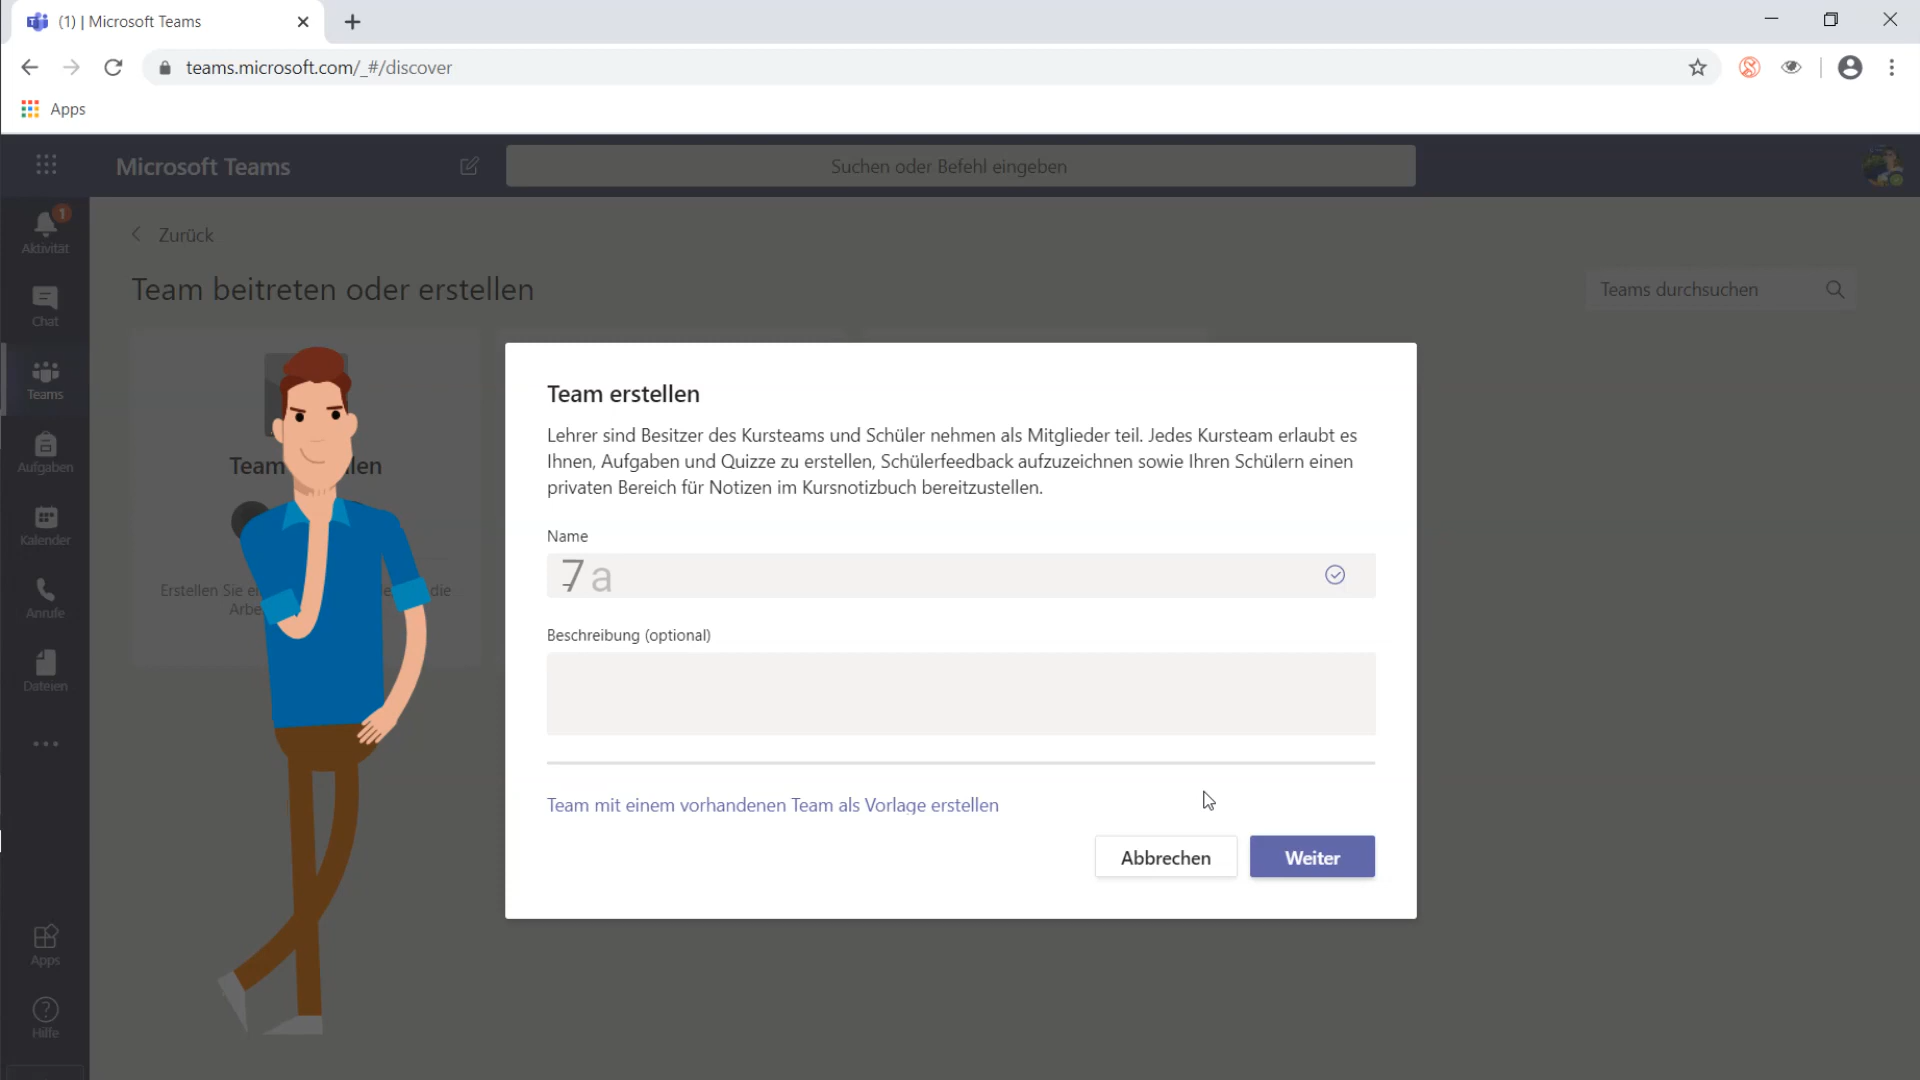 (1) | Microsoft Teams
teams.microsoft.com/_#/discover
Apps
Microsoft Teams
Suchen oder Befehl eingeben
1
Aktivität
Zurück
Team beitreten oder erstellen
Teams durchsuchen
Chat
Teams
Aufgaben
Kalender
Anrufe
Dateien
Apps
Hilfe
Team
Erstellen Sie
die
Team erstellen
Lehrer sind Besitzer des Kursteams und Schüler nehmen als Mitglieder teil. Jedes Kursteam erlaubt es
Ihnen, Aufgaben und Quizze zu erstellen, Schülerfeedback aufzuzeichnen sowie Ihren Schülern einen
privaten Bereich für Notizen im Kursnotizbuch bereitzustellen.
Name
7a
Beschreibung (optional)
Team mit einem vorhandenen Team als Vorlage erstellen
Abbrechen
Weiter